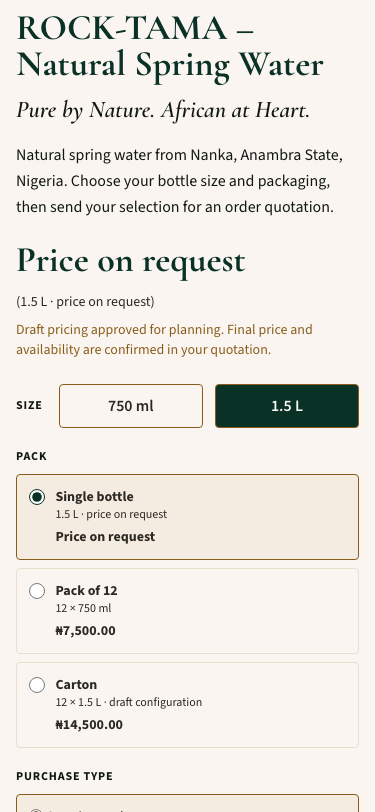 ROCK-TAMA –
Natural Spring Water
Pure by Nature. African at Heart.
Natural spring water from Nanka, Anambra State,
Nigeria. Choose your bottle size and packaging,
then send your selection for an order quotation.
Price on request
(1.5 L · price on request)
Draft pricing approved for planning. Final price and
availability are confirmed in your quotation.
SIZE
750 ml
1.5 L
PACK
Single bottle
1.5 L · price on request
Price on request
Pack of 12
12 × 750 ml
₦7,500.00
Carton
12 × 1.5 L · draft configuration
₦14,500.00
PURCHASE TYPE